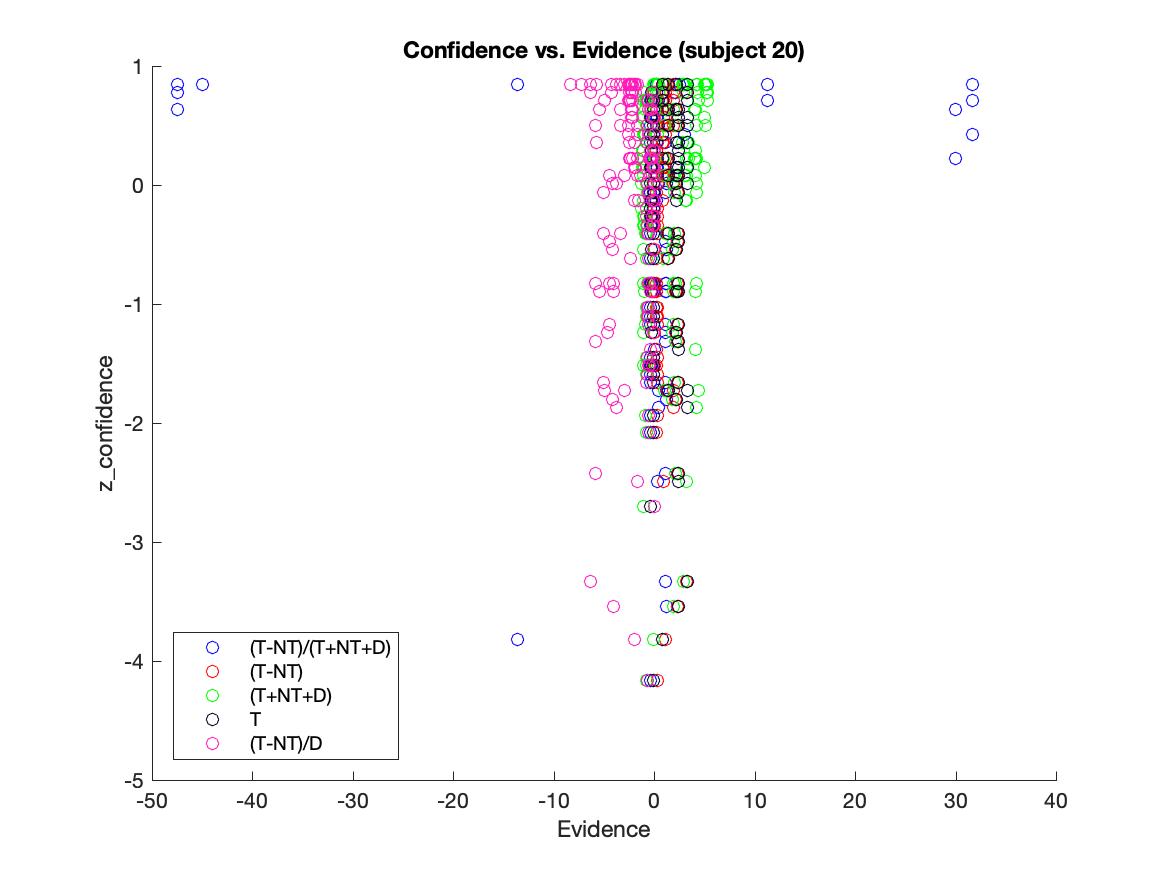 Confidence vs. Evidence (subject 20)
1
0
-1
-2
-3
-4
-5
z_confidence
(T-NT)/(T+NT+D)
(T-NT)
(T+NT+D)
T
(T-NT)/D
-50 -40 -30 -20 -10 0 10 20 30 40
Evidence